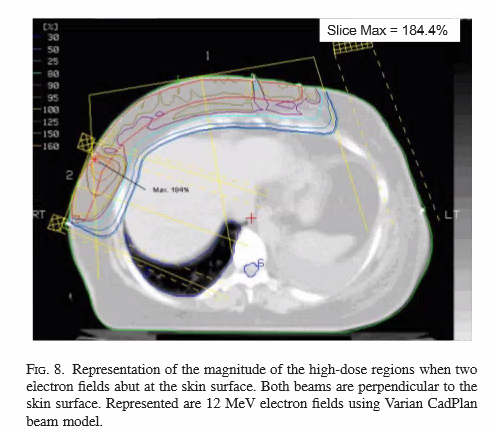 Slice Max = 184.4%
[%]
30
50
25
80
90
95
100
125
150
160
1
2
Max. 184%
RT
LT
FIG. 8. Representation of the magnitude of the high-dose regions when two
electron fields abut at the skin surface. Both beams are perpendicular to the
skin surface. Represented are 12 MeV electron fields using Varian CadPlan
beam model.